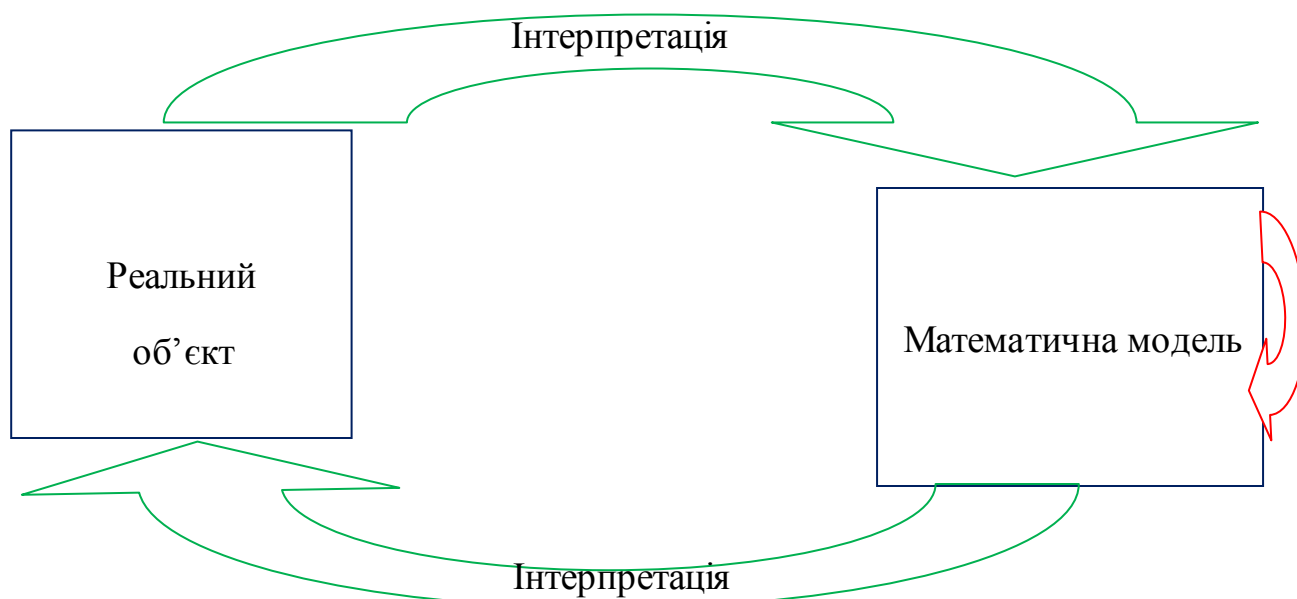 Інтерпретація
Реальний
об’єкт
Математична модель
Інтерпретація